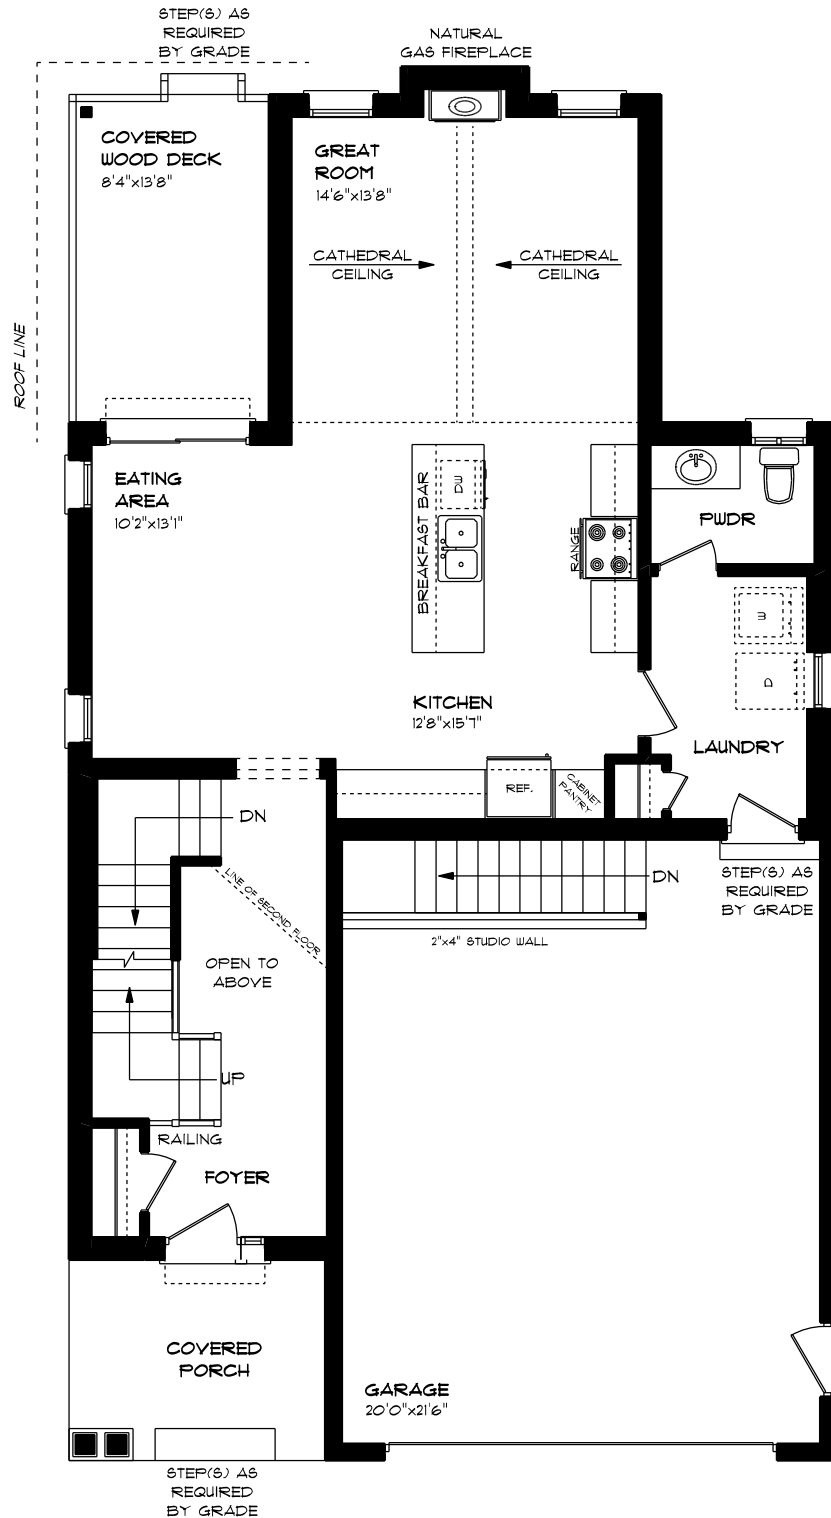 STEP(S) AS
REQUIRED
BY GRADE
NATURAL
GAS FIREPLACE
COVERED
WOOD DECK
8'4"x13'8"
GREAT
ROOM
14'6"x13'8"
CATHEDRAL
CEILING
CATHEDRAL
CEILING
ROOF LINE
EATING
AREA
10'2"x13'1"
BREAKFAST BAR
DW
RANGE
PWDR
W
D
KITCHEN
12'8"x15'7"
LAUNDRY
REF.
CABINET
PANTRY
DN
LINE OF SECOND FLOOR
DN
STEP(S) AS
REQUIRED
BY GRADE
2"x4" STUDIO WALL
OPEN TO
ABOVE
UP
RAILING
FOYER
COVERED
PORCH
GARAGE
20'0"x21'6"
STEP(S) AS
REQUIRED
BY GRADE